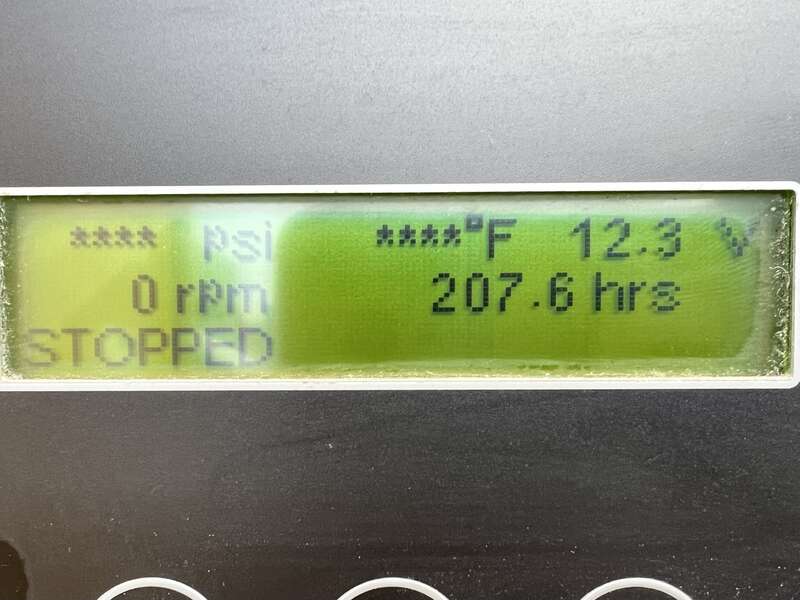 **** psi ****°F 12.3 V
0 rpm 207.6 hrs
STOPPED